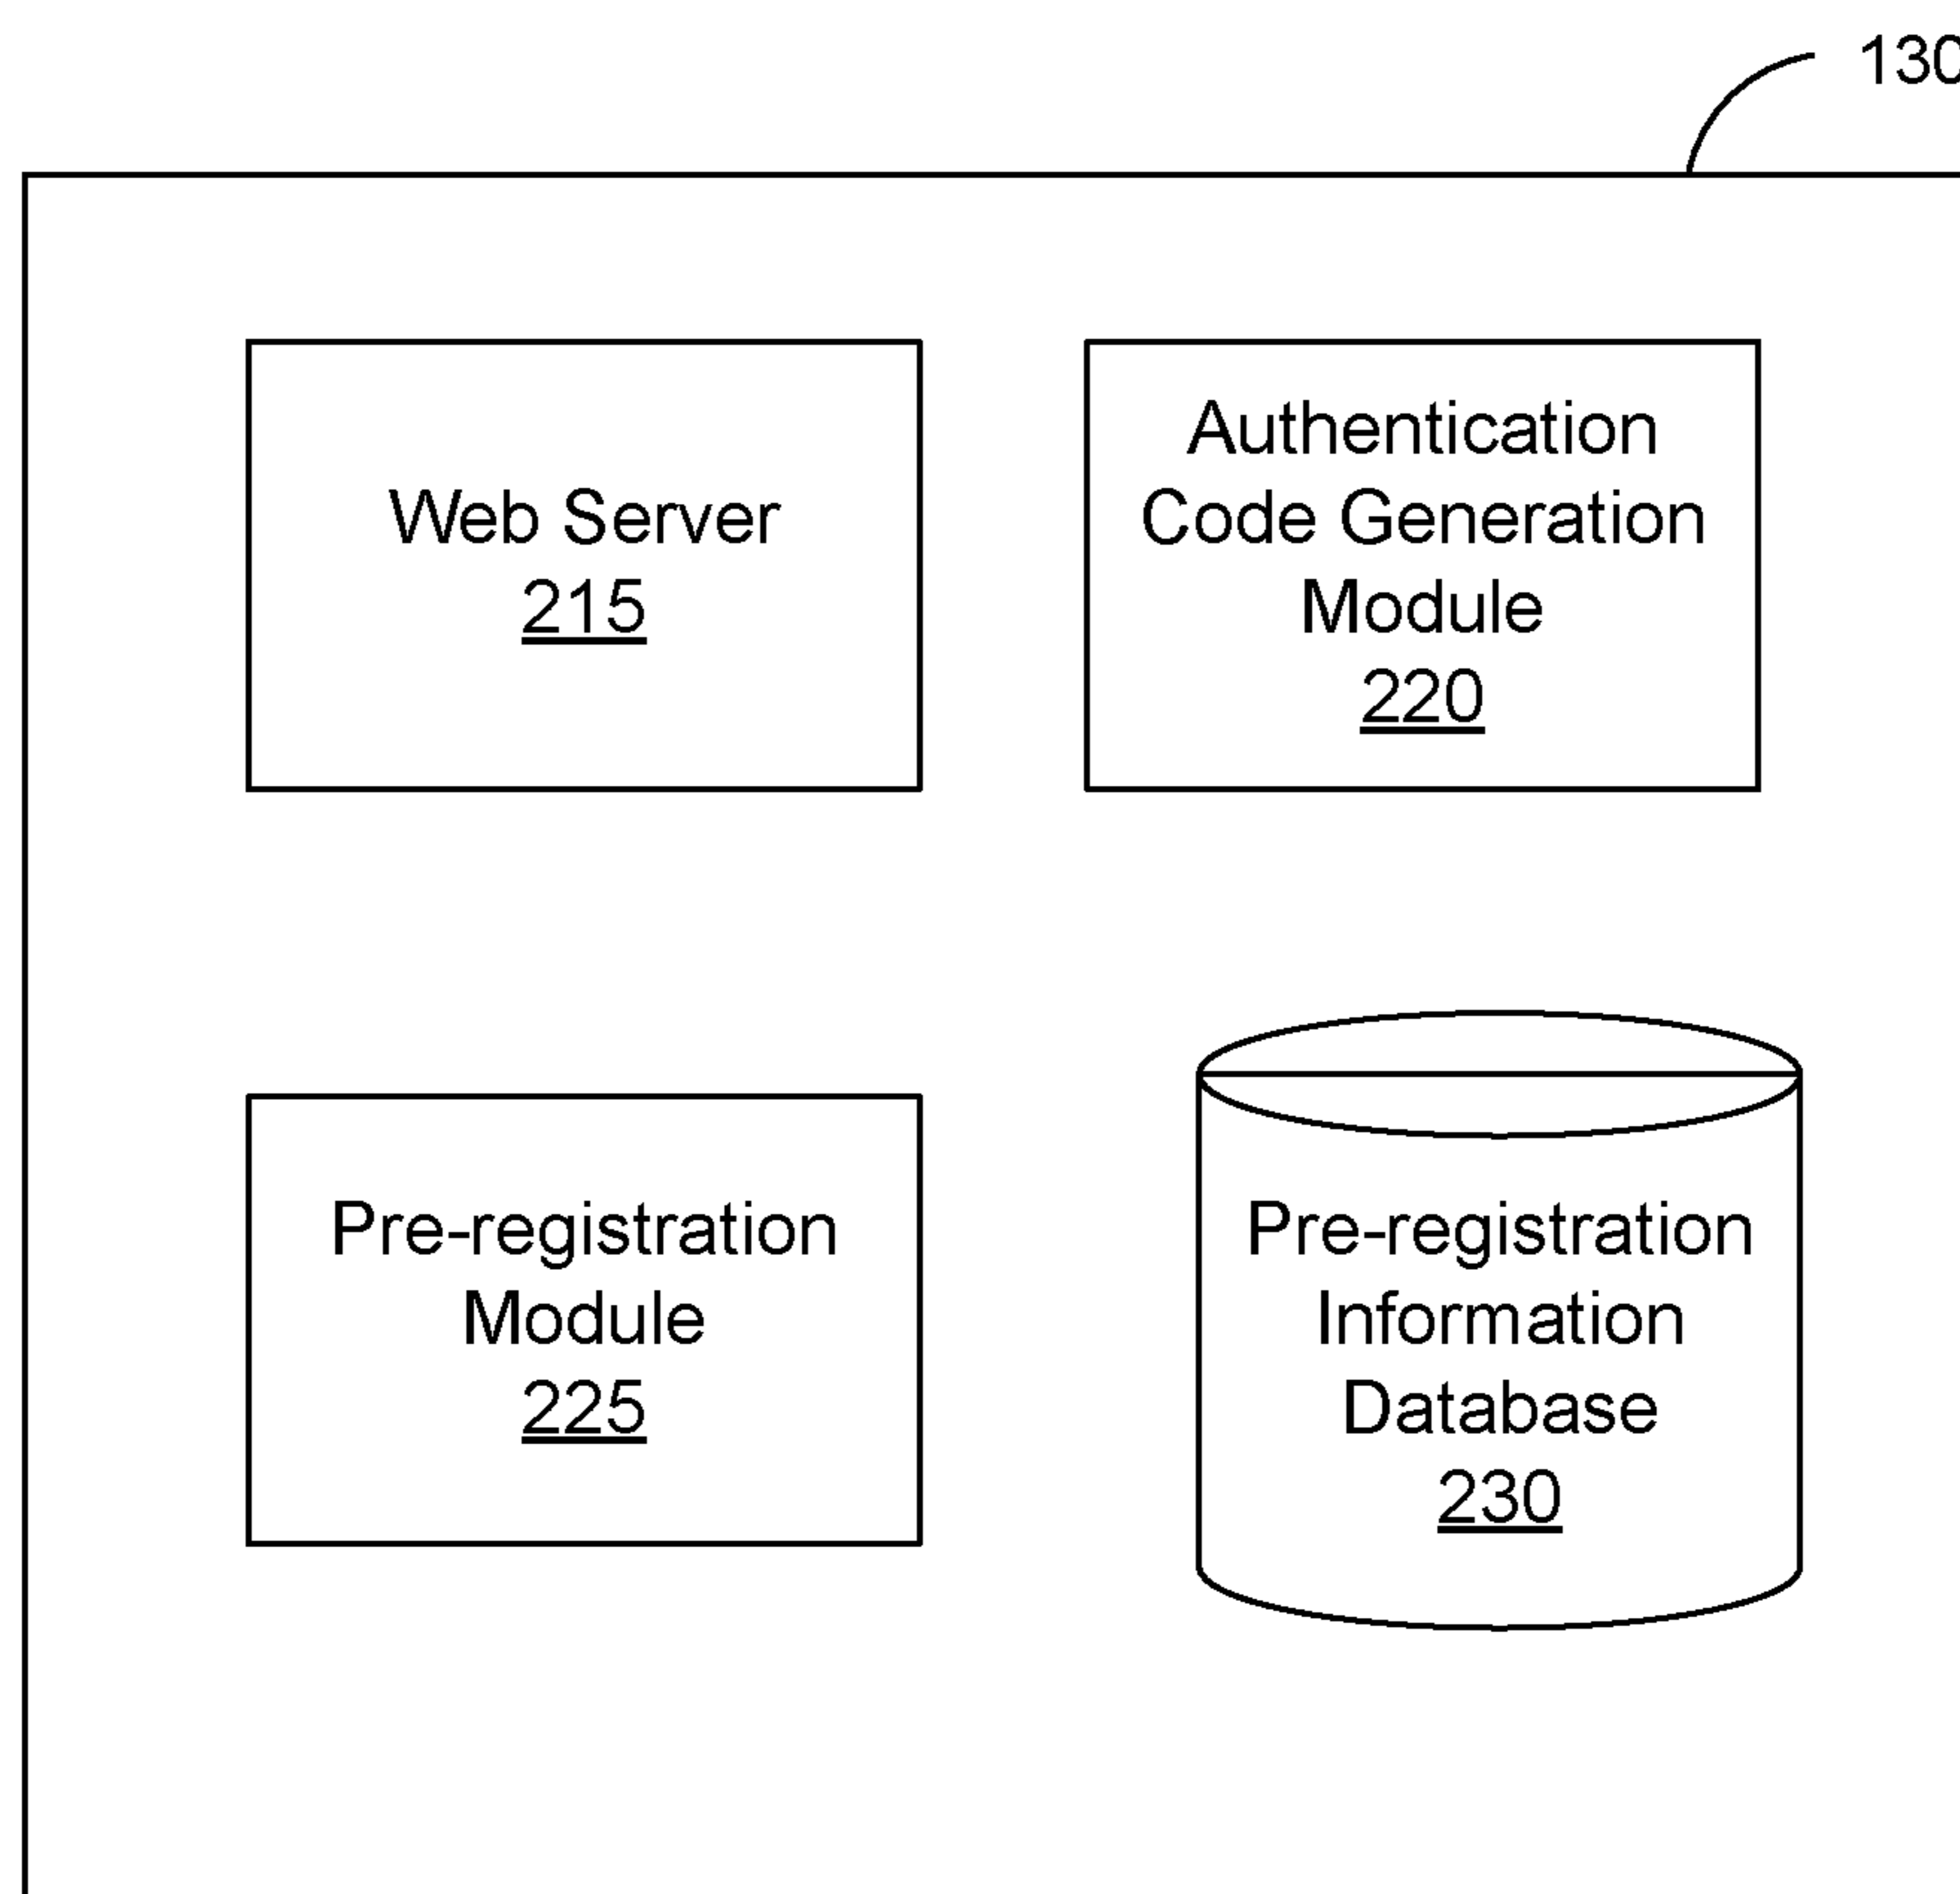 130
Web Server
215
Authentication
Code Generation
Module
220
Pre-registration
Module
225
Pre-registration
Information
Database
230